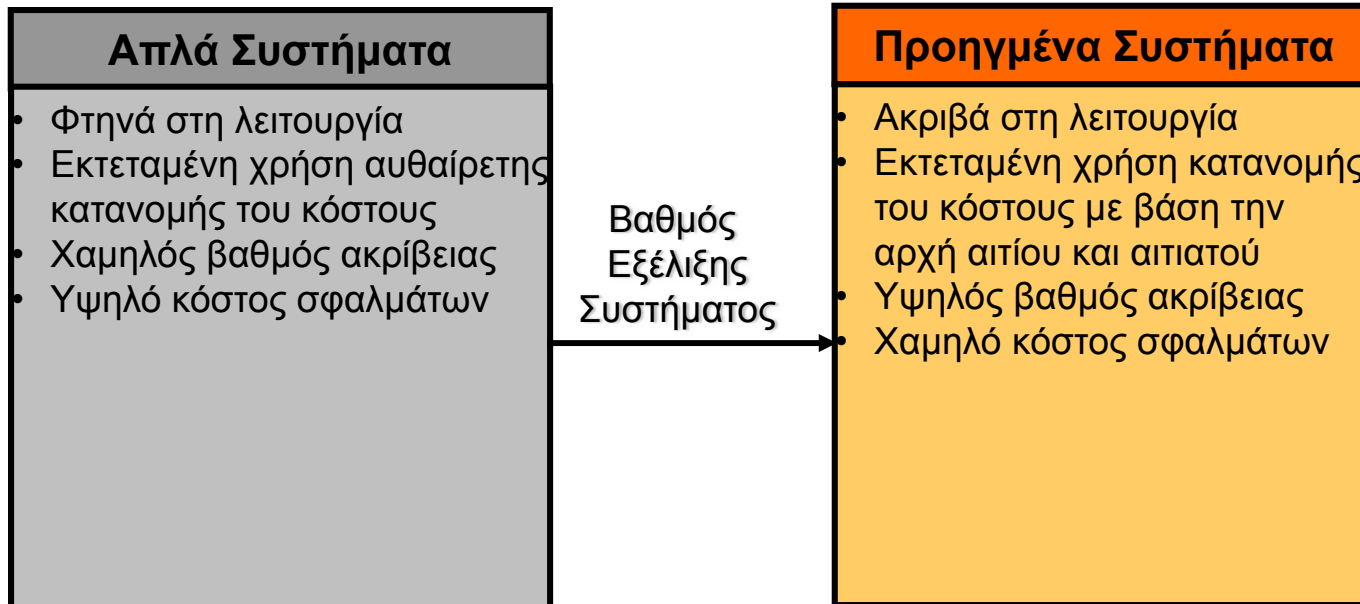 Απλά Συστήματα
• Φτηνά στη λειτουργία
• Εκτεταμένη χρήση αυθαίρετης
κατανομής του κόστους
• Χαμηλός βαθμός ακρίβειας
• Υψηλό κόστος σφαλμάτων
Βαθμός
Εξέλιξης
Συστήματος
Προηγμένα Συστήματα
• Ακριβά στη λειτουργία
• Εκτεταμένη χρήση κατανομής
του κόστους με βάση την
αρχή αιτίου και αιτιατού
• Υψηλός βαθμός ακρίβειας
• Χαμηλό κόστος σφαλμάτων